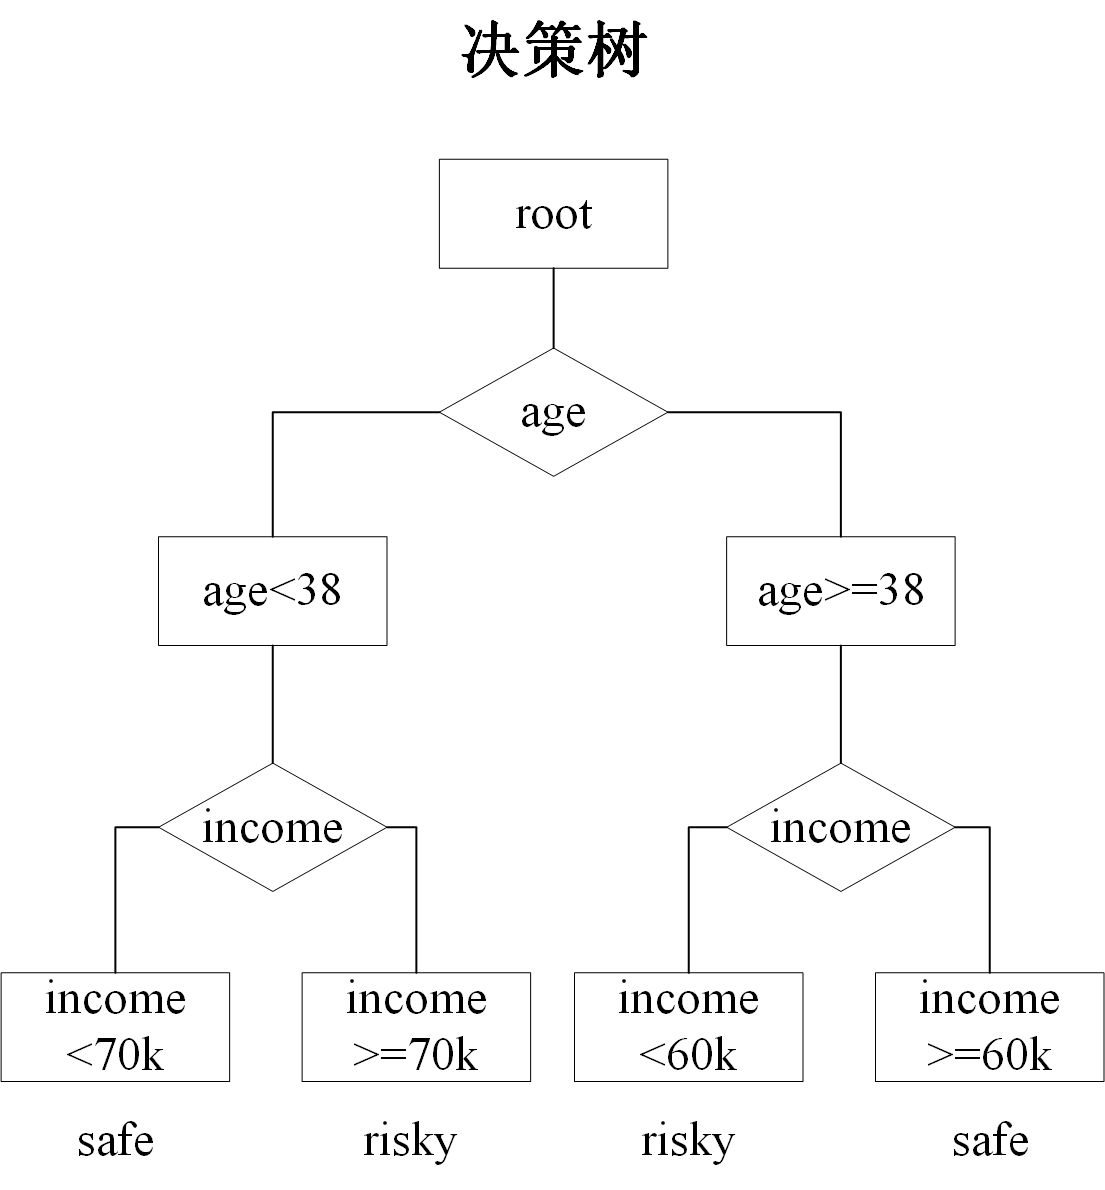 决策树
root
age
age<38
age>=38
income
income
income
<70k
income
>=70k
income
<60k
income
>=60k
safe
risky
risky
safe